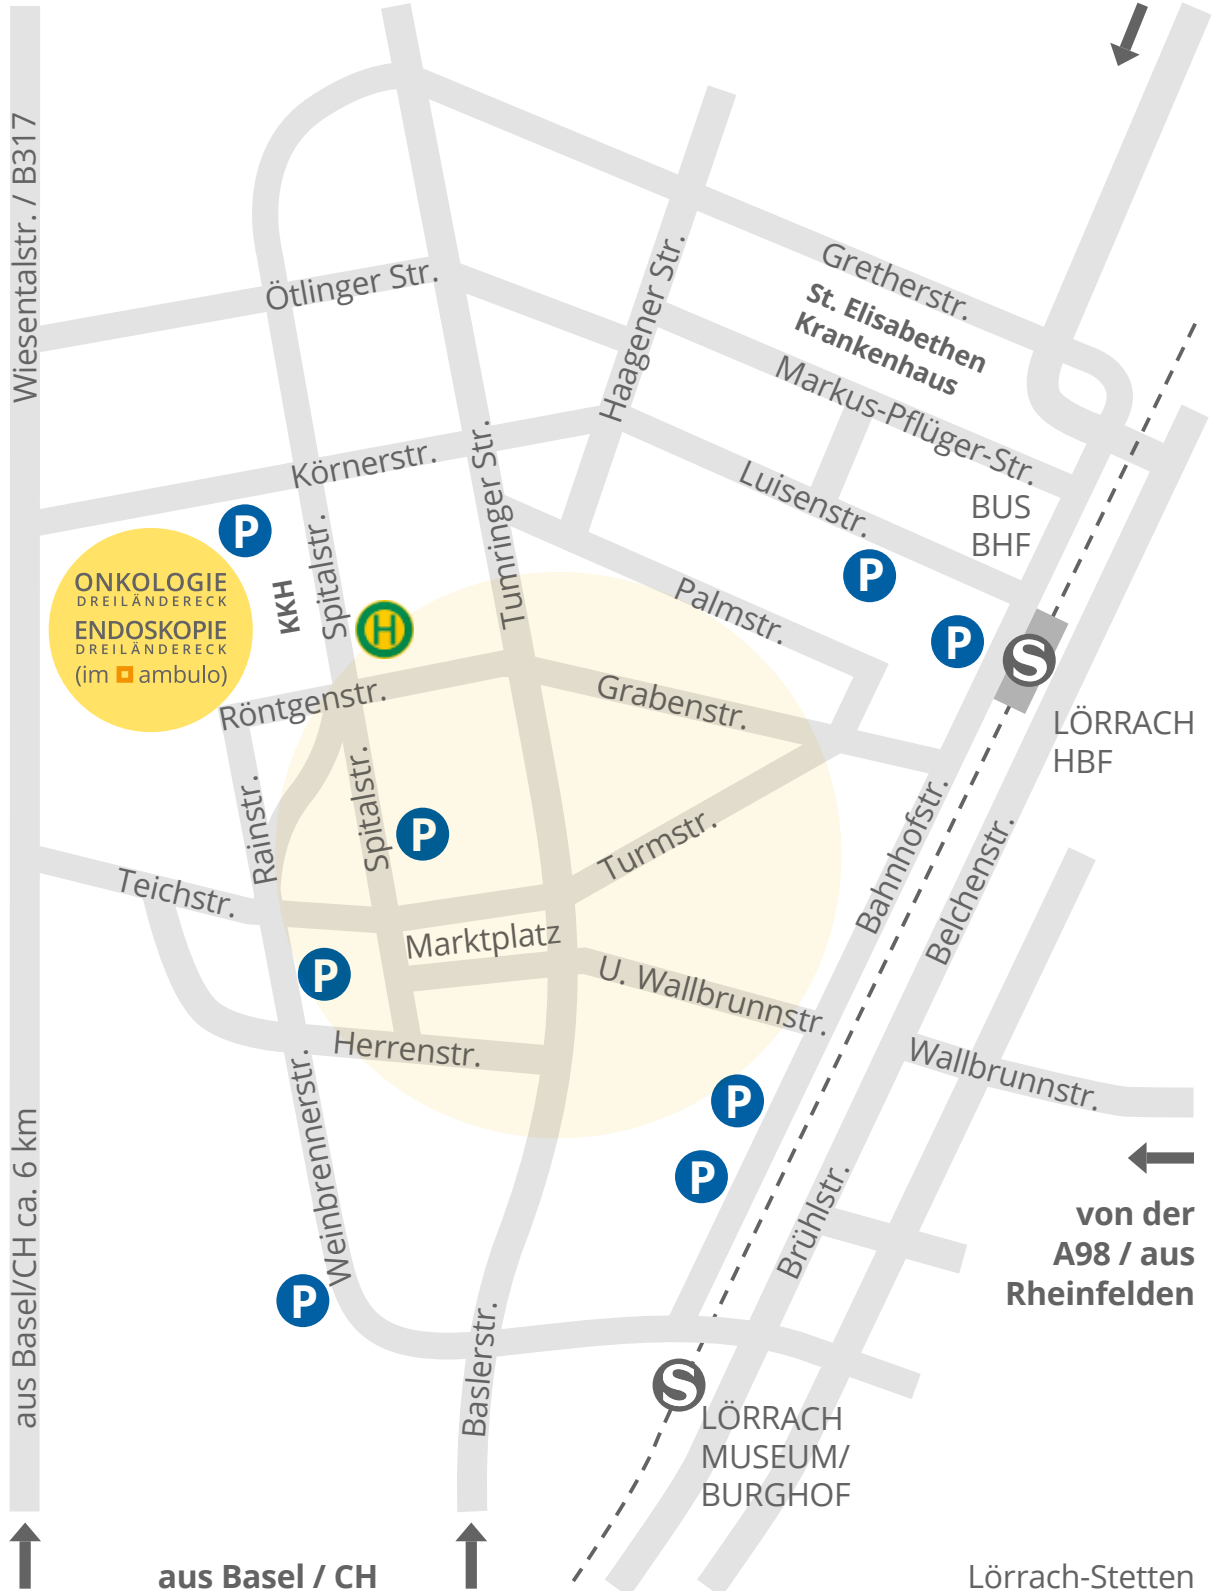 Wiesentalstr. / B317
Gretherstr.
St. Elisabethen
Krankenhaus
Haagener Str.
Ötlinger Str.
Markus-Pflüger-Str.
Körnerstr.
Tumringer Str.
Luisenstr.
BUS
BHF
P
P
Spitalstr.
KKH
ONKOLOGIE
DREILÄNDERECK
ENDOSKOPIE
DREILÄNDERECK
(im ambulo)
H
Palmstr.
P
S
Röntgenstr.
Grabenstr.
LÖRRACH
HBF
Rainstr.
Spitalstr.
P
Turmstr.
Bahnhofstr.
Belchenstr.
Teichstr.
Marktplatz
P
U. Wallbrunnstr.
Herrenstr.
Wallbrunnstr.
Weinbrennerstr.
P
P
Brühlstr.
von der
A98 / aus
Rheinfelden
aus Basel/CH ca. 6 km
P
Baslerstr.
S
LÖRRACH
MUSEUM/
BURGHOF
aus Basel / CH
Lörrach-Stetten